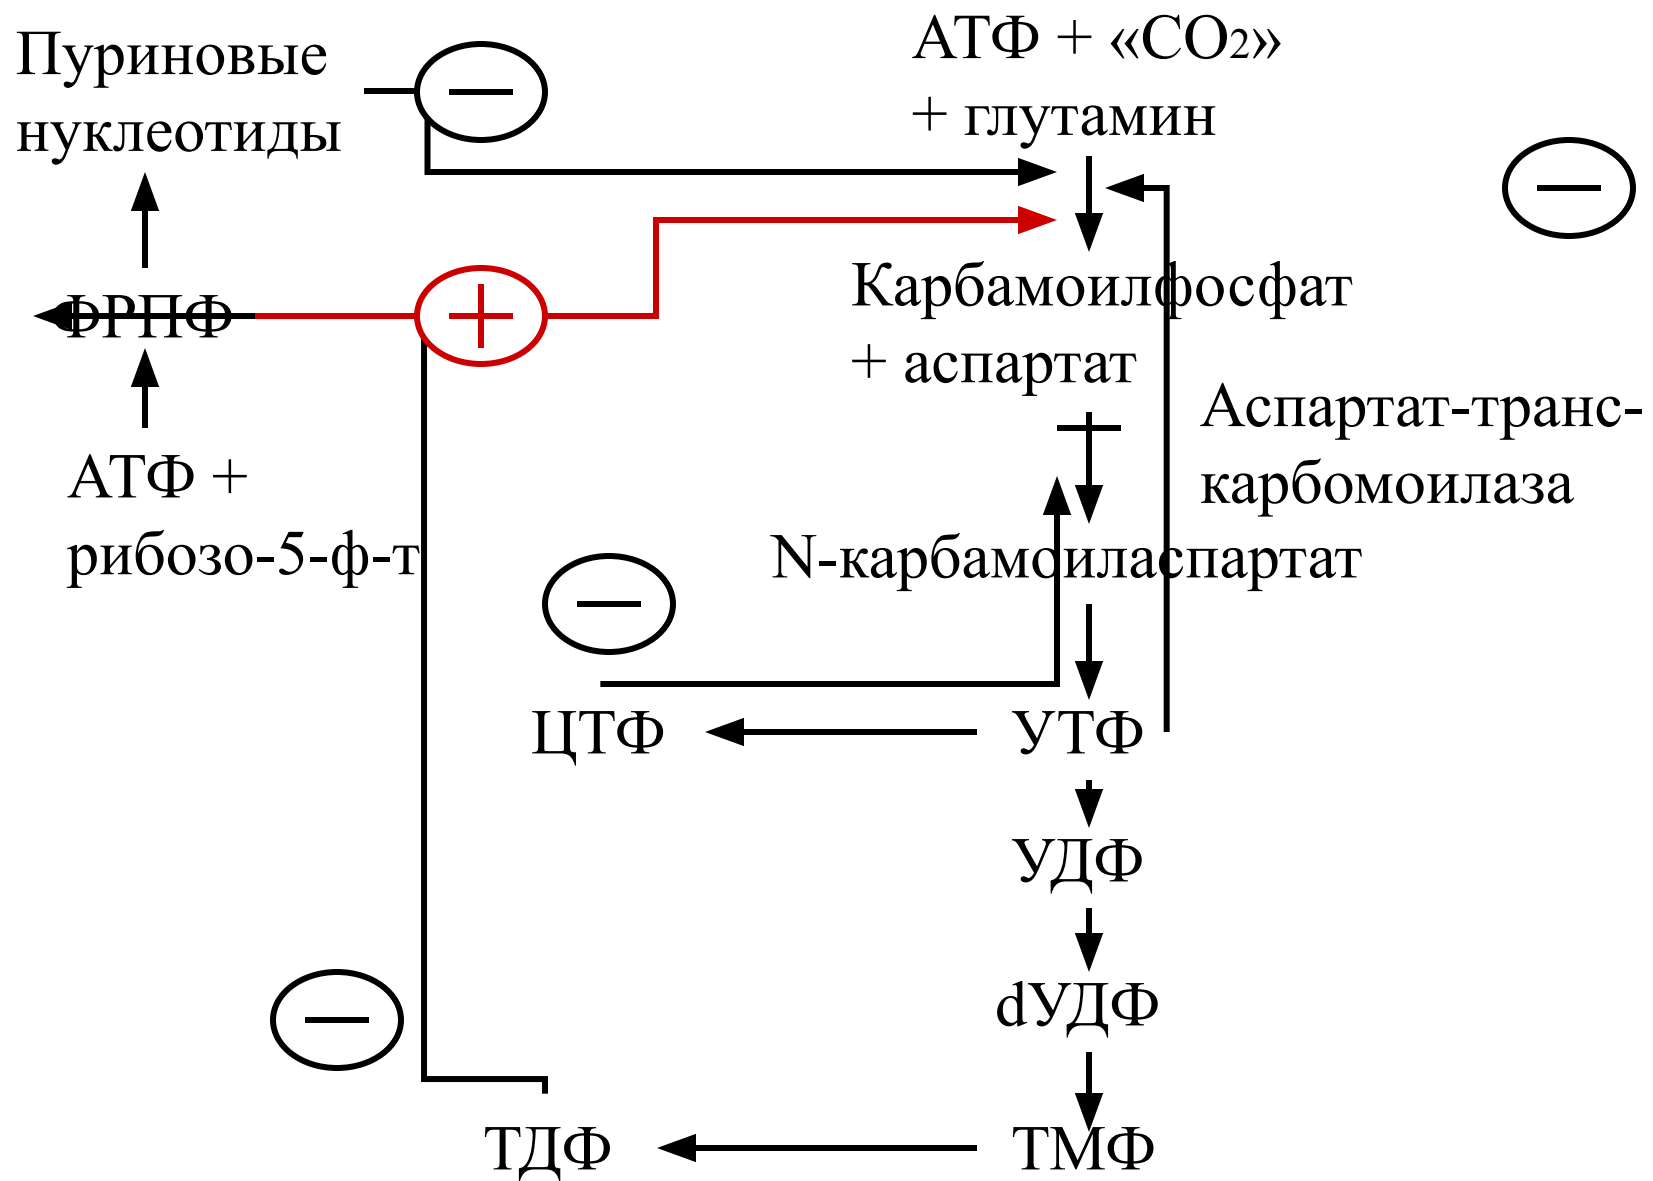 Пуриновые
нуклеотиды
АТФ + «СО₂»
+ глутамин
ФРПФ
Карбамоилфосфат
+ аспартат
Аспартат-транс-
карбомоилаза
АТФ +
рибозо-5-ф-т
N-карбамоиласпартат
ЦТФ
УТФ
УДФ
dУДФ
ТДФ
ТМФ